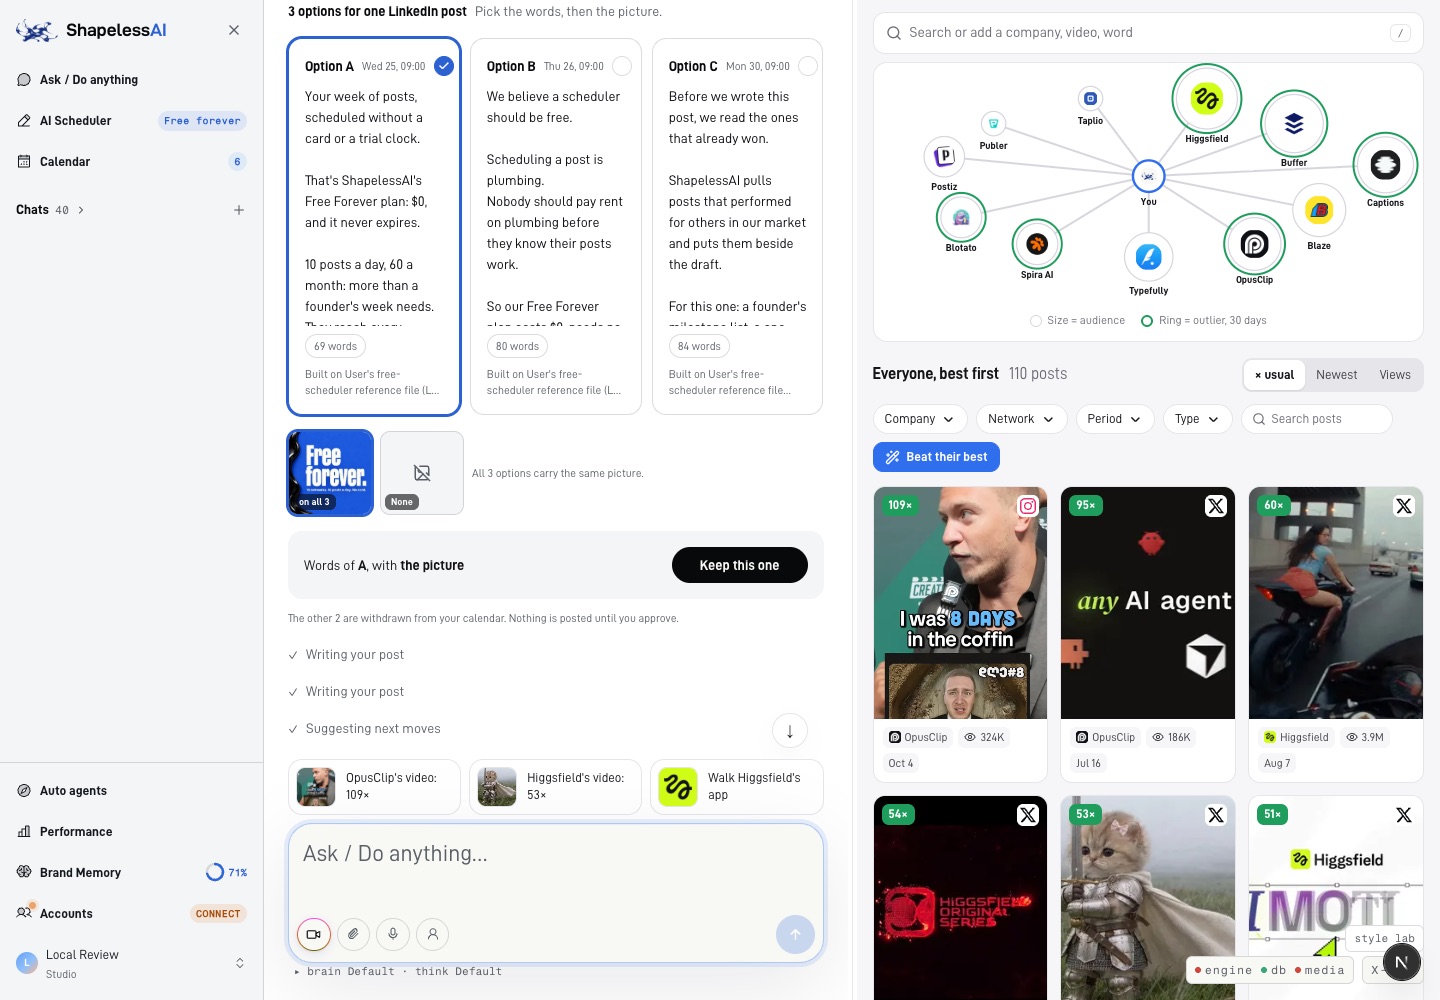 ShapelessAI
Ask / Do anything
AI Scheduler Free forever
Calendar 6
Chats 40
Auto agents
Performance
Brand Memory 71%
Accounts CONNECT
L Local Review
Studio
3 options for one LinkedIn post Pick the words, then the picture.
Option A Wed 25, 09:00
Your week of posts,
scheduled without a
card or a trial clock.
That's ShapelessAI's
Free Forever plan: $0,
and it never expires.
10 posts a day, 60 a
month: more than a
founder's week needs.
They reach every
69 words
Built on User's free-
scheduler reference file (L...
Option B Thu 26, 09:00
We believe a scheduler
should be free.
Scheduling a post is
plumbing.
Nobody should pay rent
on plumbing before
they know their posts
work.
So our Free Forever
plan costs $0, needs no
80 words
Built on User's free-
scheduler reference file (L...
Option C Mon 30, 09:00
Before we wrote this
post, we read the ones
that already won.
ShapelessAI pulls
posts that performed
for others in our market
and puts them beside
the draft.
For this one: a founder's
84 words
Built on User's free-
scheduler reference file...
Free
forever.
on all 3
None
All 3 options carry the same picture.
Words of A, with the picture
Keep this one
The other 2 are withdrawn from your calendar. Nothing is posted until you approve.
Writing your post
Writing your post
Suggesting next moves
OpusClip's video:
109×
Higgsfield's video:
53×
Walk Higgsfield's
app
Ask / Do anything...
brain Default · think Default
Search or add a company, video, word /
Taplio
Higgsfield
Publer
Buffer
Postiz
Captions
You
Blotato
Blaze
Spira AI
OpusClip
Typefully
Size = audience Ring = outlier, 30 days
Everyone, best first 110 posts
× usual Newest Views
Company Network Period Type Search posts
Beat their best
109×
CREAT
I was 8 DAYS
in the coffin
ᲓᲦᲔ#8
OpusClip 324K
Oct 4
95×
any AI agent
OpusClip 186K
Jul 16
60×
Higgsfield 3.9M
Aug 7
54×
HIGGSFIELD
ORIGINAL
SERIES
53×
51×
Higgsfield
style lab
engine db media
N